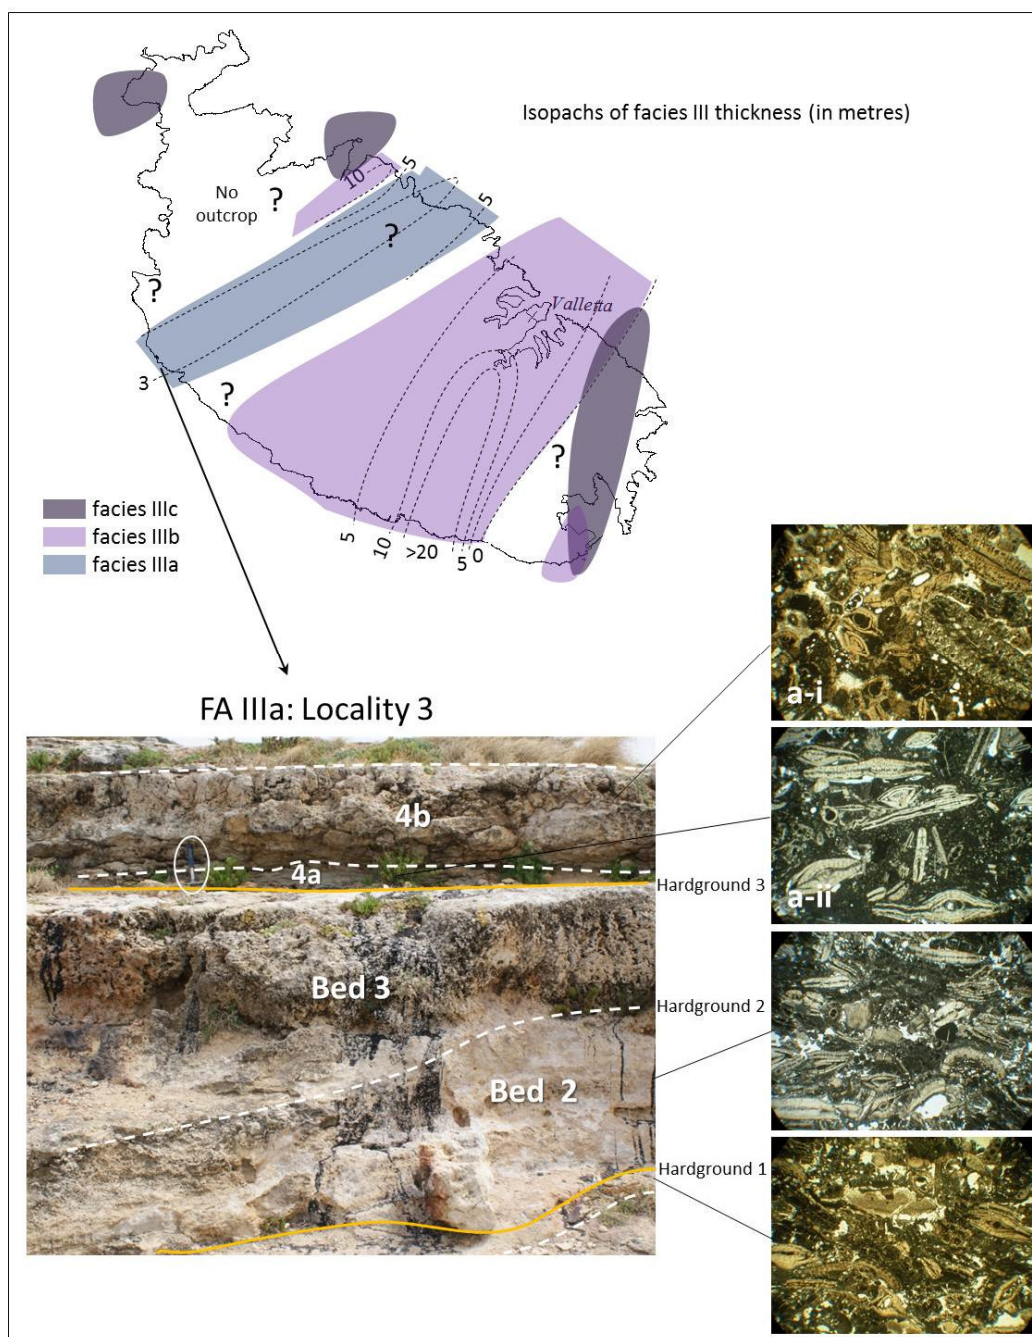 Isopachs of facies III thickness (in metres)
5
10
No
outcrop
?
5
?
?
Valletta
3
?
?
facies IIIc
facies IIIb
facies IIIa
5
10
>20
5
0
FA IIIa: Locality 3
a-i
4b
4a
Hardground 3
a-ii
Bed 3
Hardground 2
Bed 2
Hardground 1